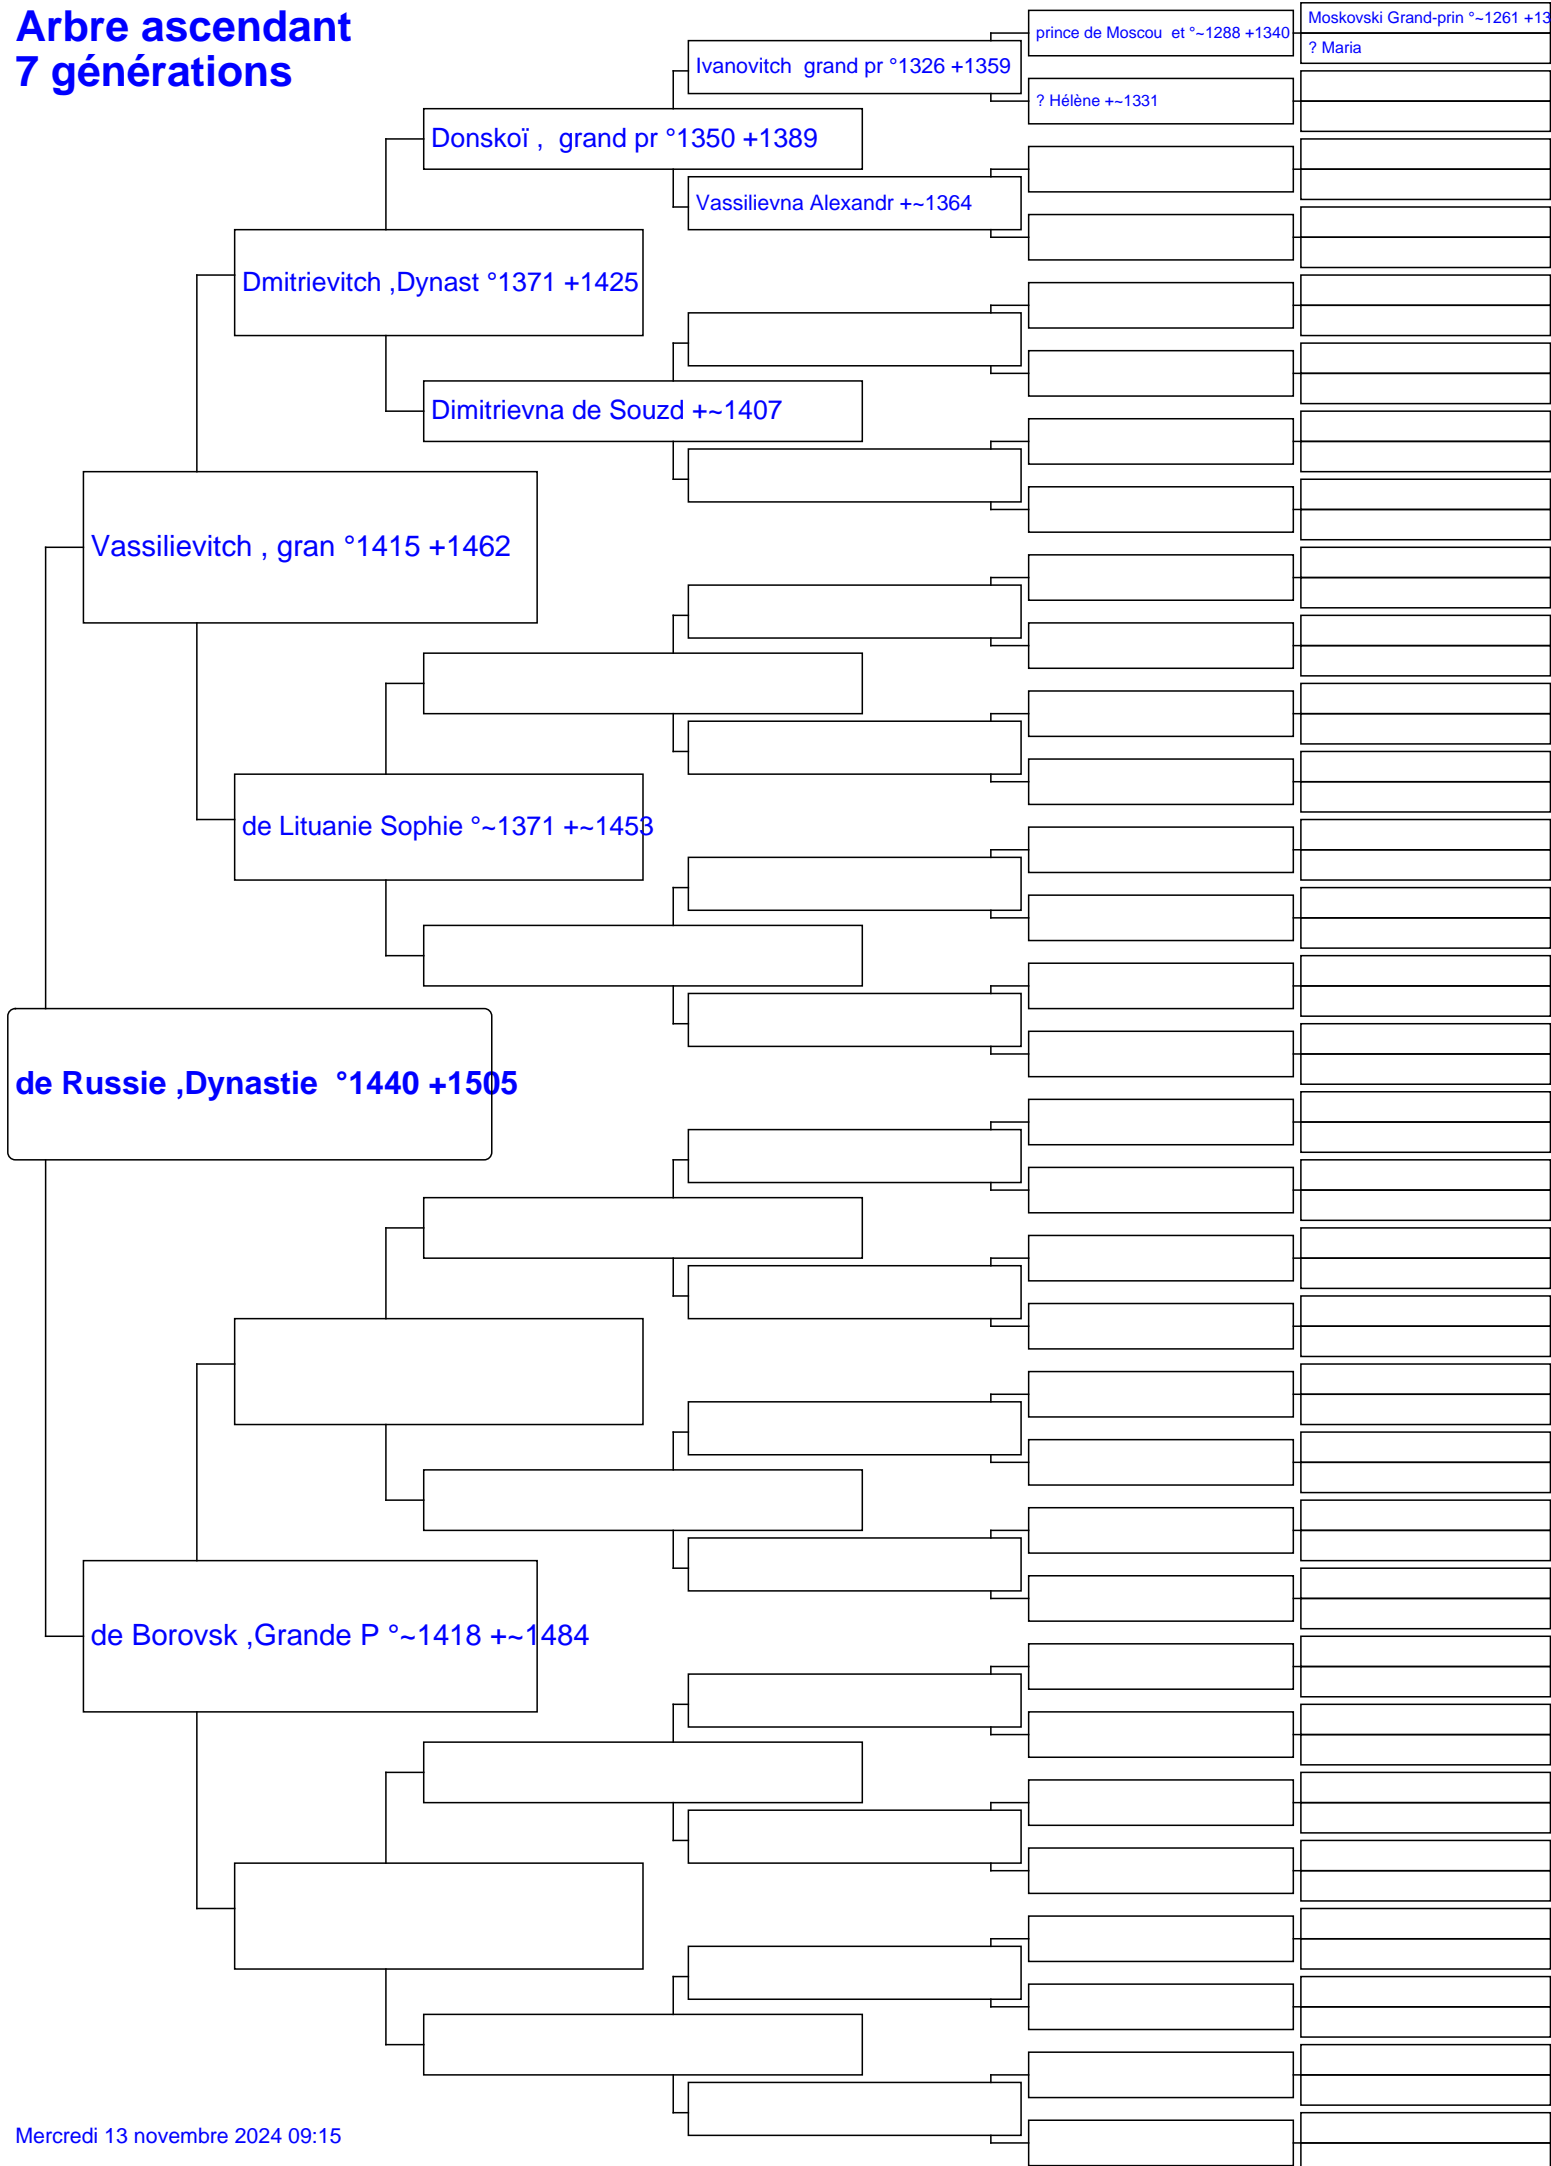 Arbre ascendant
7 générations
Moskovski Grand-prin °~1261 +13
? Maria
prince de Moscou  et °~1288 +1340
Ivanovitch  grand pr °1326 +1359
? Hélène +~1331
Donskoï ,  grand pr °1350 +1389
Vassilievna Alexandr +~1364
Dmitrievitch ,Dynast °1371 +1425
Dimitrievna de Souzd +~1407
Vassilievitch , gran °1415 +1462
de Lituanie Sophie °~1371 +~1453
de Russie ,Dynastie  °1440 +1505
de Borovsk ,Grande P °~1418 +~1484
Mercredi 13 novembre 2024 09:15